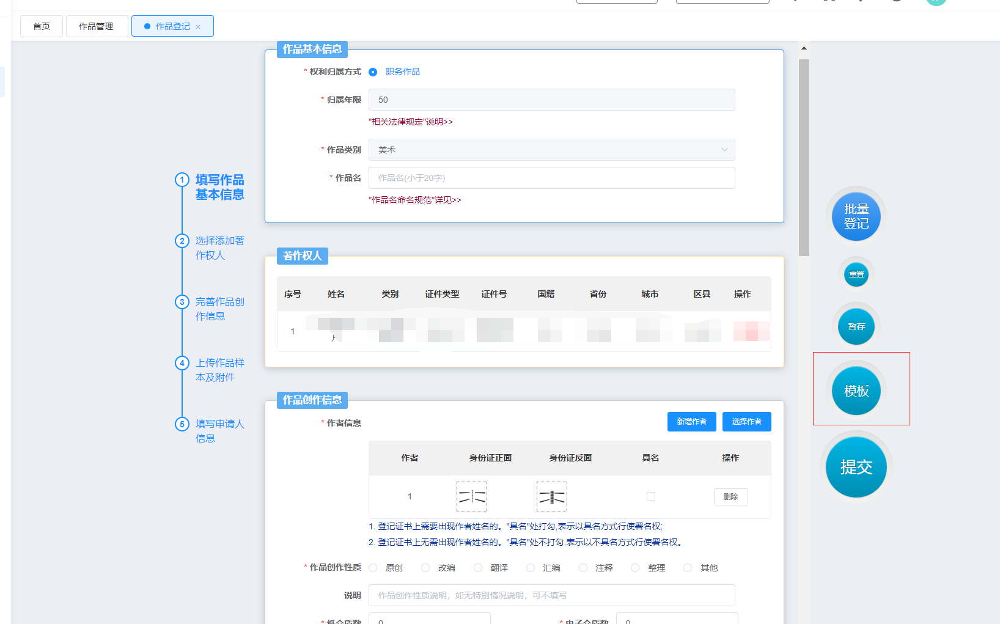 首页 作品管理 作品登记 ×
作品基本信息
* 权利归属方式 职务作品
* 归属年限 50
"相关法律规定"说明>>
* 作品类别 美术
* 作品名 作品名(小于20字)
"作品名命名规范"详见>>
1 填写作品
基本信息
2 选择添加著
作权人
3 完善作品创
作信息
4 上传作品样
本及附件
5 填写申请人
信息
著作权人
序号 姓名 类别 证件类型 证件号 国籍 省份 城市 区县 操作
1
作品创作信息
* 作者信息 新增作者 选择作者
作者 身份证正面 身份证反面 具名 操作
1 删除
1. 登记证书上需要出现作者姓名的。"具名"处打勾,表示以具名方式行使署名权;
2. 登记证书上无需出现作者姓名的。"具名"处不打勾,表示以不具名方式行使署名权。
* 作品创作性质 原创 改编 翻译 汇编 注释 整理 其他
说明 作品创作性质说明，如无特别情况说明，可不填写
* 纸介质数 0 * 电子介质数 0
批量
登记
重置
暂存
模板
提交